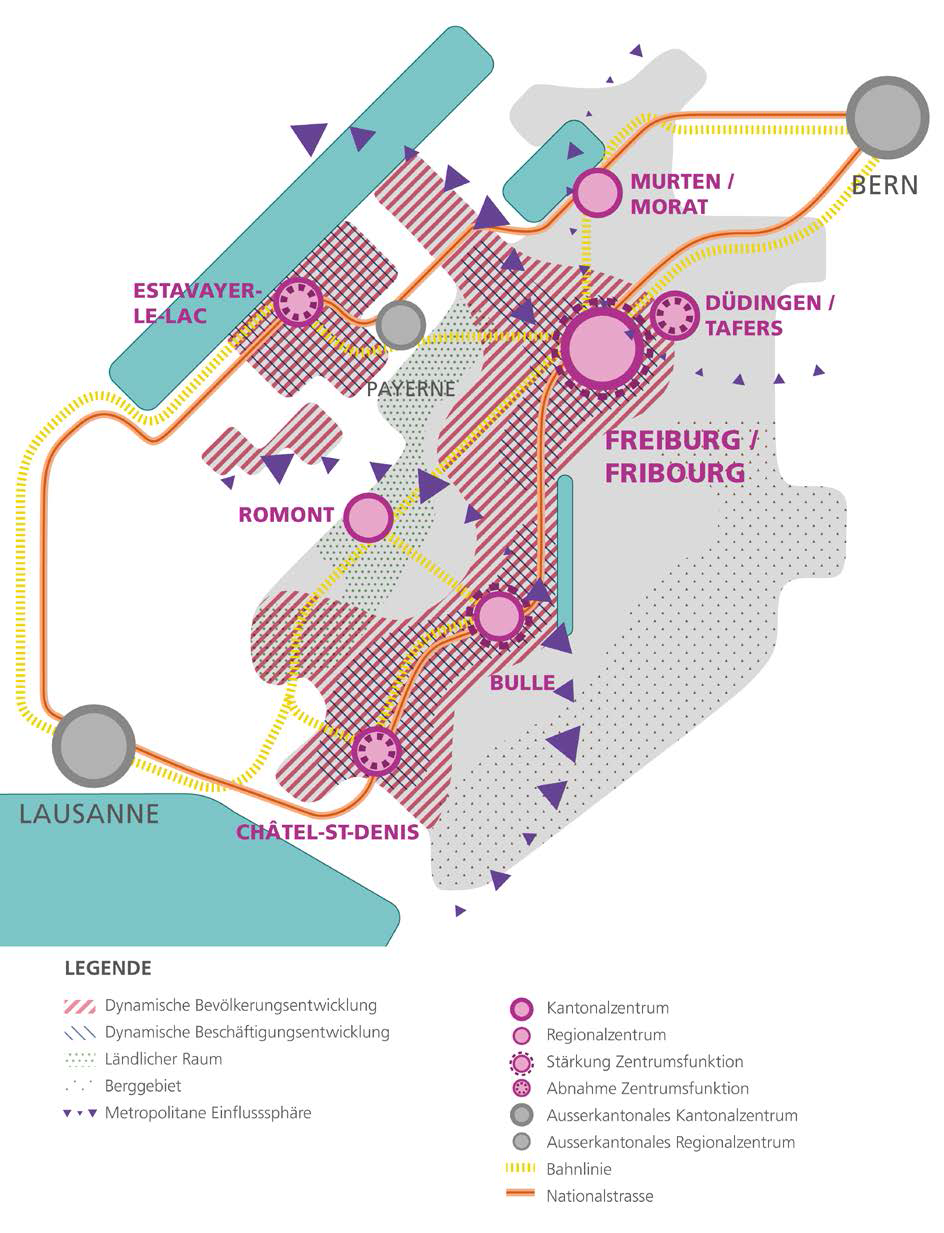 BERN
MURTEN /
MORAT
ESTAVAYER-
LE-LAC
DÜDINGEN /
TAFERS
PAYERNE
FREIBURG /
FRIBOURG
ROMONT
BULLE
LAUSANNE
CHÂTEL-ST-DENIS
LEGENDE
Dynamische Bevölkerungsentwicklung
Dynamische Beschäftigungsentwicklung
Ländlicher Raum
Berggebiet
Metropolitane Einflusssphäre
Kantonalzentrum
Regionalzentrum
Stärkung Zentrumsfunktion
Abnahme Zentrumsfunktion
Ausserkantonales Kantonalzentrum
Ausserkantonales Regionalzentrum
Bahnlinie
Nationalstrasse